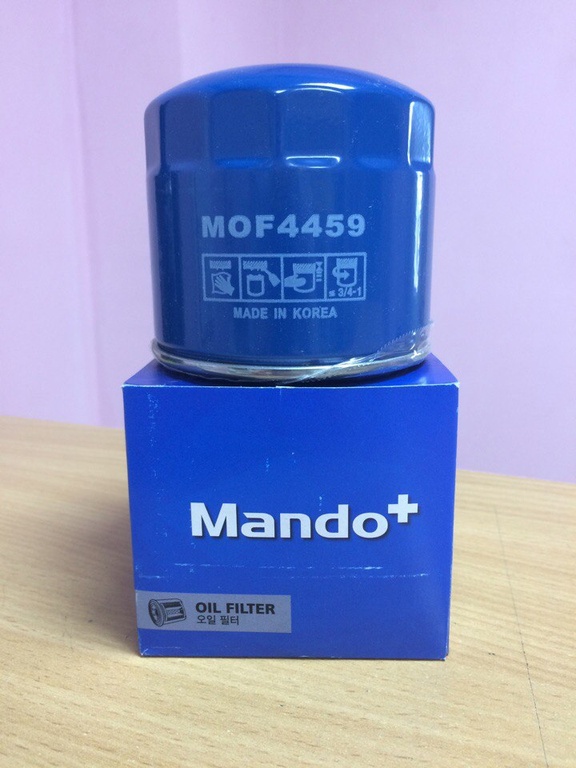 MOF4459
≤ 3/4-1
MADE IN KOREA
Mando+
OIL FILTER
오일 필터